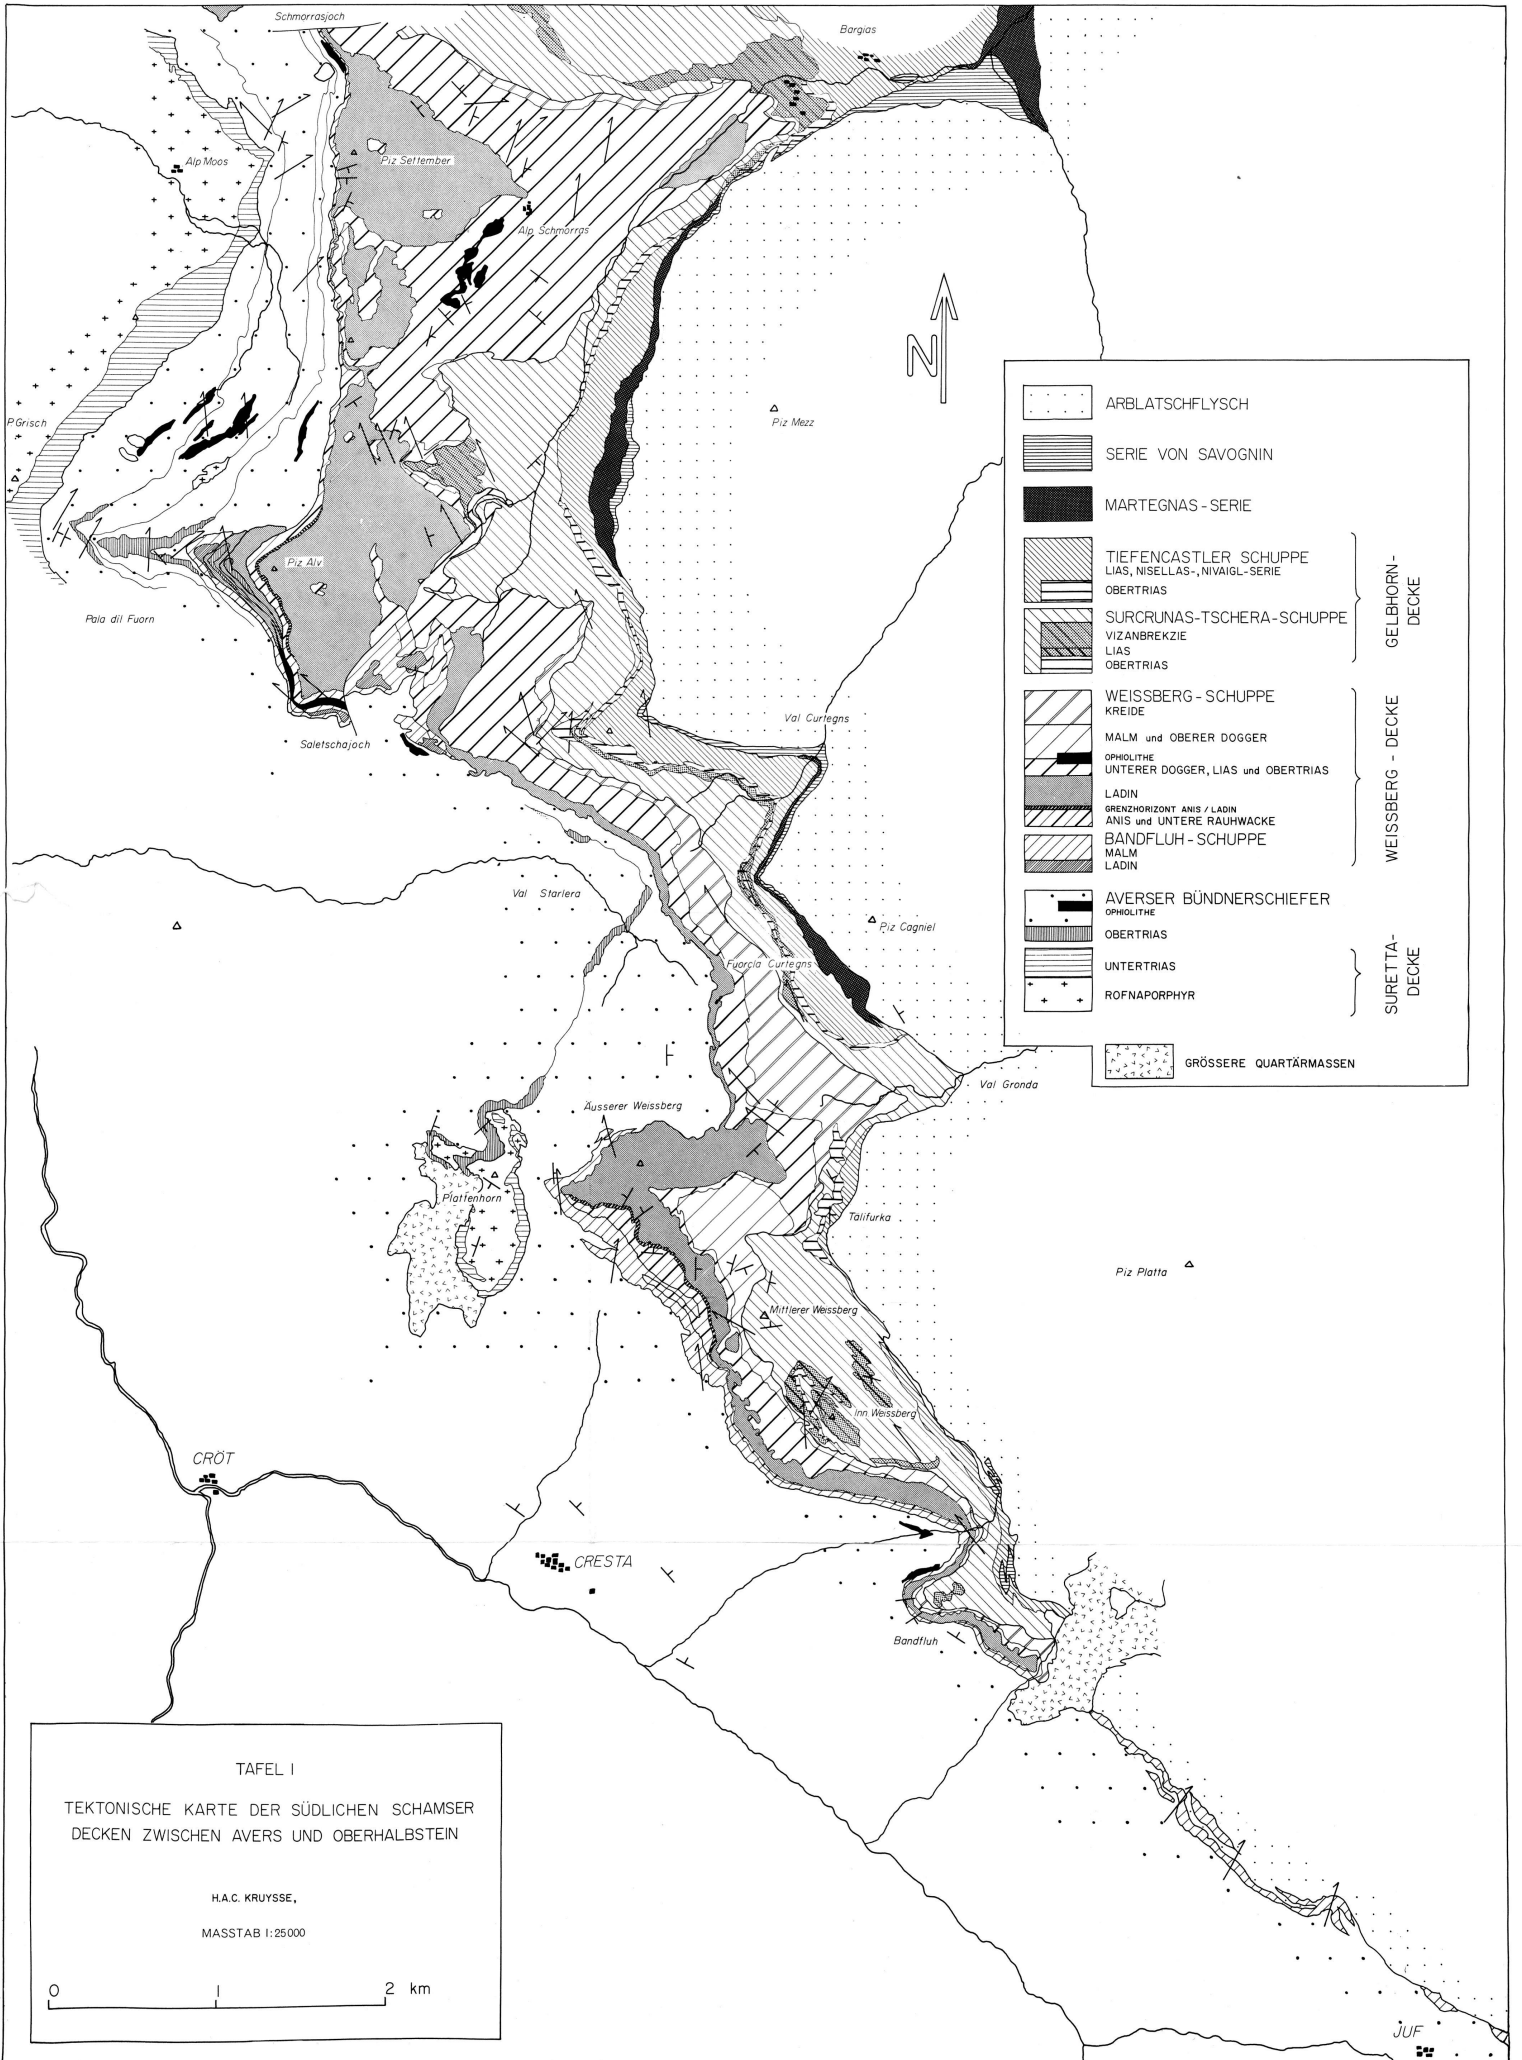 Schmorrasjoch
Bargias
Alp Moos
Piz Settember
Alp Schmorras
N
P. Grisch
Piz Mezz
Piz Alv
Pala dil Fuorn
Saletschajoch
Val Curtegns
Val Starlera
Piz Cagniel
Fuorcla Curtegns
Äusserer Weissberg
Val Gronda
Plattenhorn
Tälifurka
Piz Platta
Mittlerer Weissberg
Inn. Weissberg
CRÖT
CRESTA
Bandfluh
JUF
ARBLATSCHFLYSCH
SERIE VON SAVOGNIN
MARTEGNAS-SERIE
TIEFENCASTLER SCHUPPE
LIAS, NISELLAS-, NIVAIGL-SERIE
OBERTRIAS
SURCRUNAS-TSCHERA-SCHUPPE
VIZANBREKZIE
LIAS
OBERTRIAS
GELBHORN-
DECKE
WEISSBERG-SCHUPPE
KREIDE
MALM und OBERER DOGGER
OPHIOLITHE
UNTERER DOGGER, LIAS und OBERTRIAS
LADIN
GRENZHORIZONT ANIS / LADIN
ANIS und UNTERE RAUHWACKE
BANDFLUH-SCHUPPE
MALM
LADIN
WEISSBERG - DECKE
AVERSER BÜNDNERSCHIEFER
OPHIOLITHE
OBERTRIAS
UNTERTRIAS
ROFNAPORPHYR
SURETTA-
DECKE
GRÖSSERE QUARTÄRMASSEN
TAFEL I
TEKTONISCHE KARTE DER SÜDLICHEN SCHAMSER
DECKEN ZWISCHEN AVERS UND OBERHALBSTEIN
H.A.C. KRUYSSE,
MASSTAB 1:25000
0 1 2 km